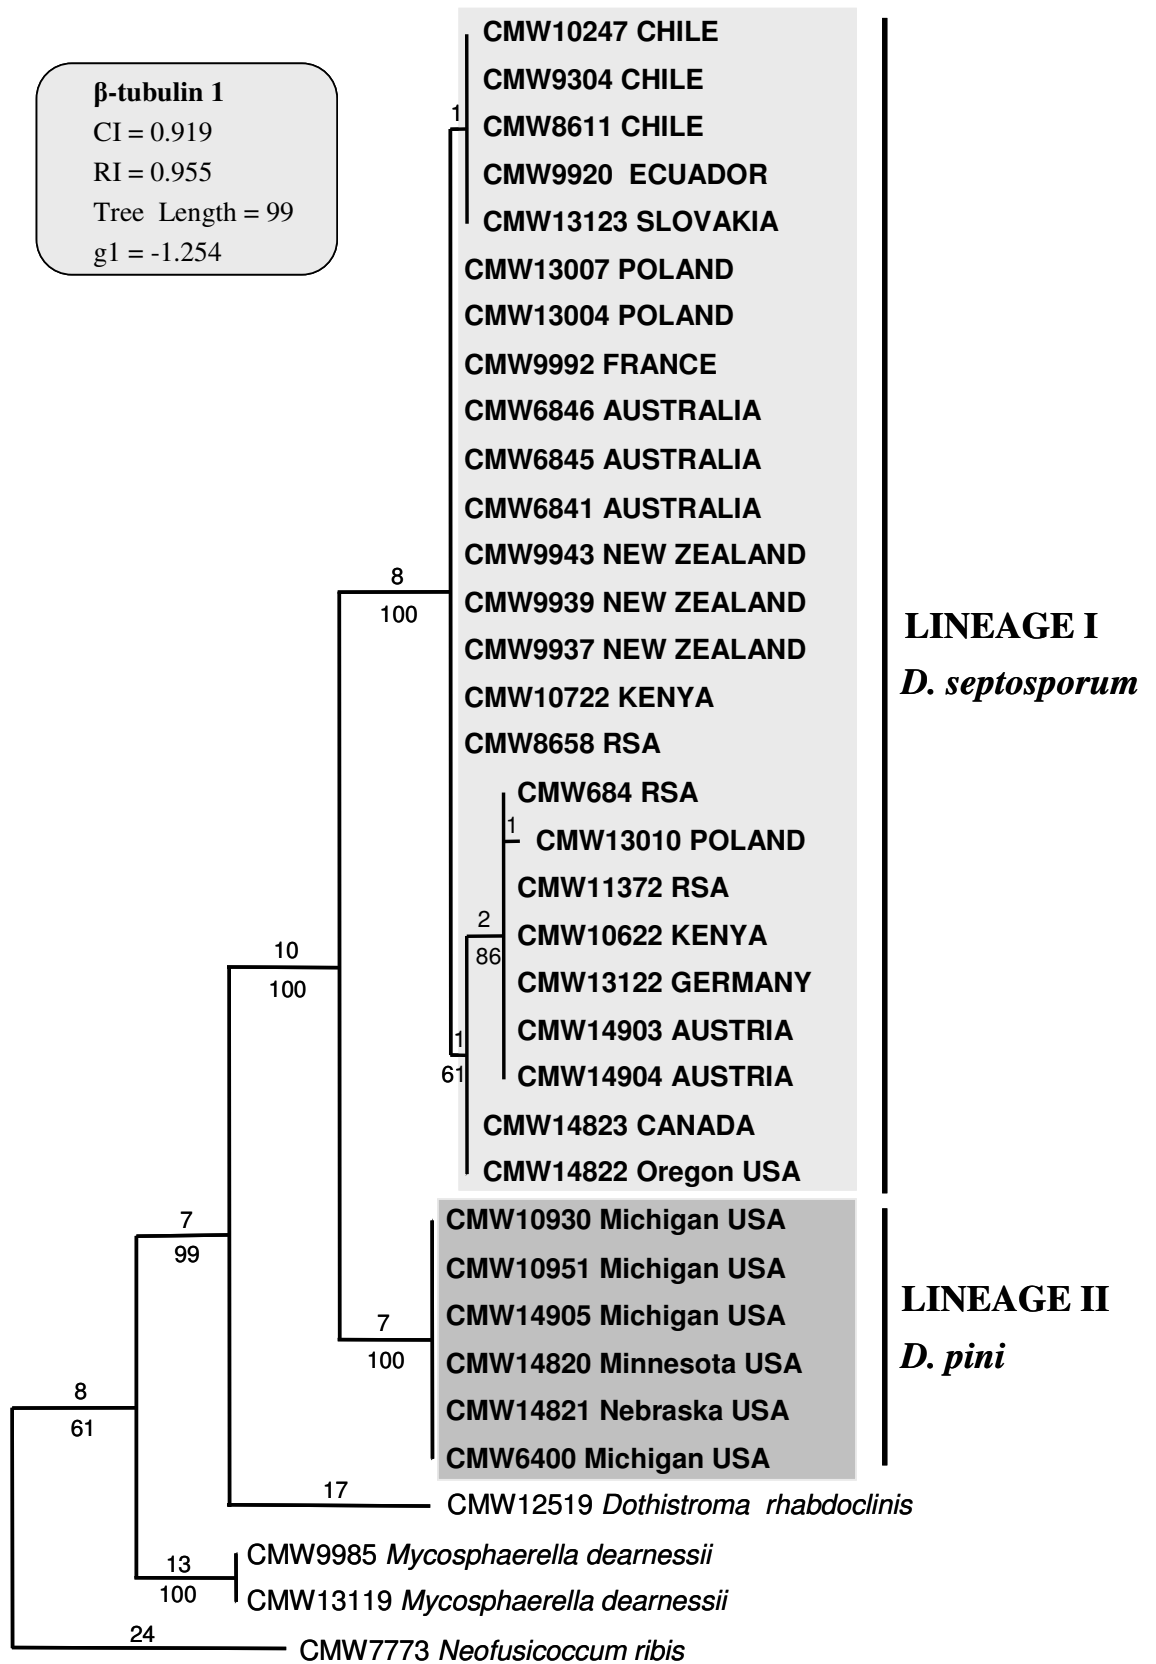 β-tubulin 1
CI = 0.919
RI = 0.955
Tree Length = 99
g1 = -1.254
CMW10247 CHILE
CMW9304 CHILE
1
CMW8611 CHILE
CMW9920 ECUADOR
CMW13123 SLOVAKIA
CMW13007 POLAND
CMW13004 POLAND
CMW9992 FRANCE
CMW6846 AUSTRALIA
CMW6845 AUSTRALIA
CMW6841 AUSTRALIA
CMW9943 NEW ZEALAND
8
100
CMW9939 NEW ZEALAND
CMW9937 NEW ZEALAND
CMW10722 KENYA
CMW8658 RSA
LINEAGE I
D. septosporum
CMW684 RSA
1
CMW13010 POLAND
CMW11372 RSA
2
86
CMW10622 KENYA
10
100
CMW13122 GERMANY
CMW14903 AUSTRIA
1
61
CMW14904 AUSTRIA
CMW14823 CANADA
CMW14822 Oregon USA
CMW10930 Michigan USA
7
99
CMW10951 Michigan USA
CMW14905 Michigan USA
7
100
CMW14820 Minnesota USA
CMW14821 Nebraska USA
CMW6400 Michigan USA
LINEAGE II
D. pini
8
61
17
CMW12519 Dothistroma rhabdoclinis
CMW9985 Mycosphaerella dearnessii
13
100
CMW13119 Mycosphaerella dearnessii
24
CMW7773 Neofusicoccum ribis